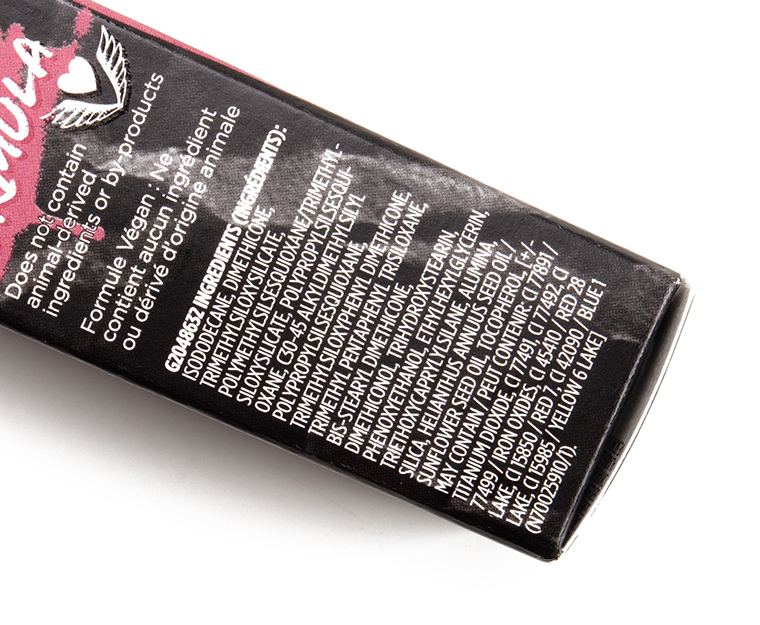 MULA
Does not contain
animal-derived
ingredients or by-products
Formule Végan : Ne
contient aucun ingrédient
ou dérivé d'origine animale
G2048632 INGREDIENTS (INGRÉDIENTS):
ISODODECANE, DIMETHICONE,
TRIMETHYLSILOXYSILICATE,
POLYMETHYLSILSESQUIOXANE/TRIMETHYL-
SILOXYSILICATE, POLYPROPYLSILSESQUI-
OXANE, C30-45 ALKYLDIMETHYLSILYL
POLYPROPYLSILSESQUIOXANE,
TRIMETHYLSILOXYPHENYL DIMETHICONE,
TRIMETHYL PENTAPHENYL TRISILOXANE,
BIS-STEARYL DIMETHICONE,
DIMETHICONOL, TRIHYDROXYSTEARIN,
PHENOXYETHANOL, ETHYLHEXYLGLYCERIN,
TRIETHOXYCAPRYLYLSILANE, ALUMINA,
SILICA, HELIANTHUS ANNUUS SEED OIL /
SUNFLOWER SEED OIL, TOCOPHEROL, [+/-
MAY CONTAIN / PEUT CONTENIR: CI 77891 /
TITANIUM DIOXIDE, CI 77491, CI 77492, CI
77499 / IRON OXIDES, CI 45410 / RED 28
LAKE, CI 15850 / RED 7, CI 42090 / BLUE 1
LAKE, CI 15985 / YELLOW 6 LAKE]
(N70025910/1).